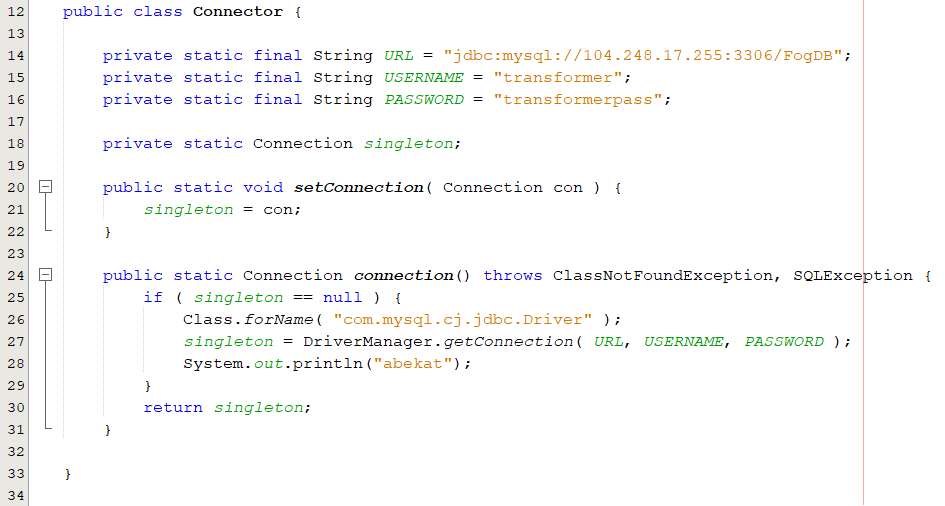 12 public class Connector {
13
14 private static final String URL = "jdbc:mysql://104.248.17.255:3306/FogDB";
15 private static final String USERNAME = "transformer";
16 private static final String PASSWORD = "transformerpass";
17
18 private static Connection singleton;
19
20 public static void setConnection( Connection con ) {
21 singleton = con;
22 }
23
24 public static Connection connection() throws ClassNotFoundException, SQLException {
25 if ( singleton == null ) {
26 Class.forName( "com.mysql.cj.jdbc.Driver" );
27 singleton = DriverManager.getConnection( URL, USERNAME, PASSWORD );
28 System.out.println("abekat");
29 }
30 return singleton;
31 }
32
33 }
34